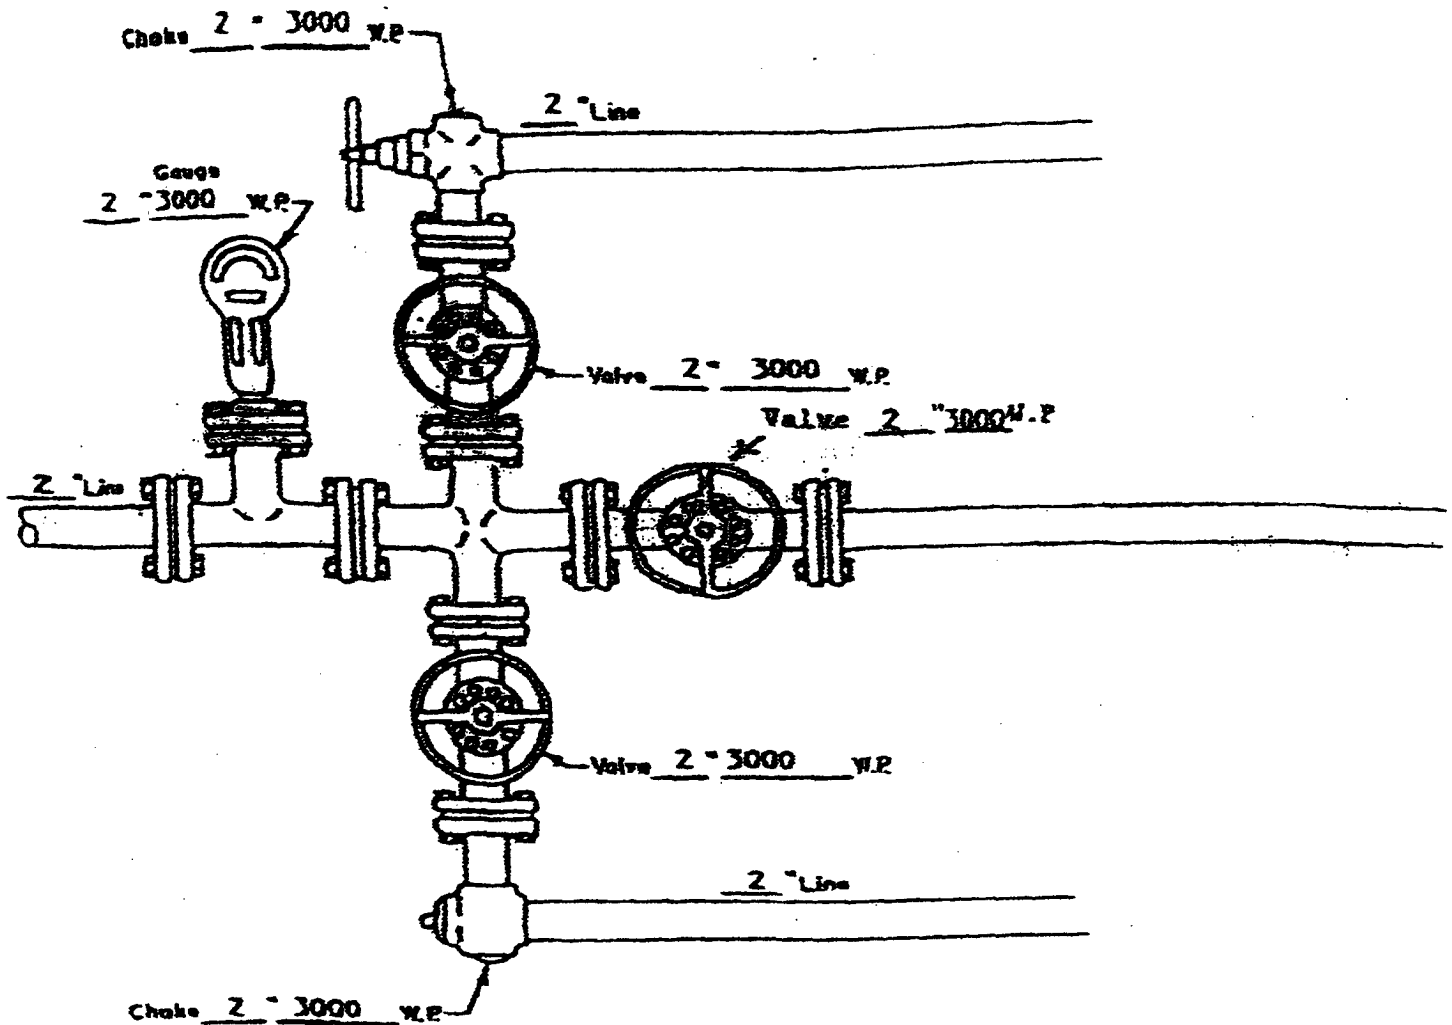 Choke 2 " 3000 W.P.
2 " Line
Gauge
2 " 3000 W.P.
Valve 2 " 3000 W.P.
Valve 2 " 3000 W.P
2 " Line
Valve 2 " 3000 W.P.
2 " Line
Choke 2 " 3000 W.P.